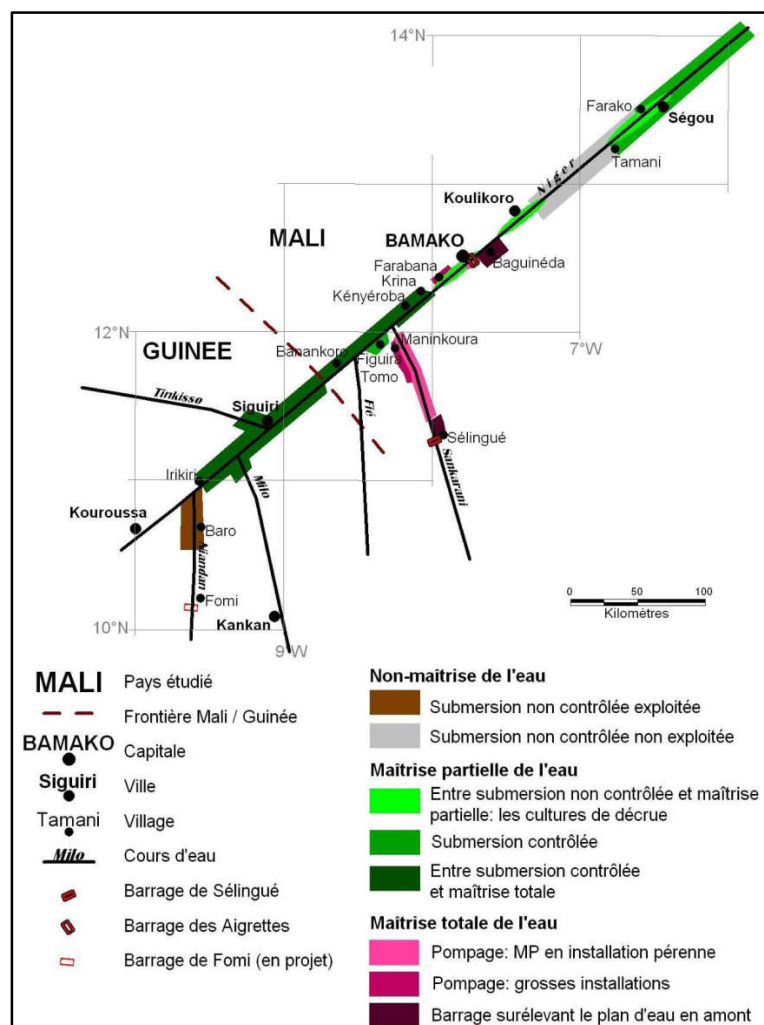 14°N
Farako
Ségou
Tamani
Niger
Koulikoro
MALI
BAMAKO
Farabana
Baguinéda
Krina
Kényéroba
12°N
Maninkoura
7°W
GUINEE
Banankoro
Figuira
Tomo
Tinkisso
Siguiri
Fié
Sélingué
Sankarani
Irikiri
Milo
Kouroussa
Baro
Niandan
Fomi
0 50 100
Kilomètres
10°N
Kankan
9°W
MALI Pays étudié
Frontière Mali / Guinée
BAMAKO Capitale
Siguiri Ville
Tamani Village
Milo Cours d'eau
Barrage de Sélingué
Barrage des Aigrettes
Barrage de Fomi (en projet)
Non-maîtrise de l'eau
Submersion non contrôlée exploitée
Submersion non contrôlée non exploitée
Maîtrise partielle de l'eau
Entre submersion non contrôlée et maîtrise
partielle: les cultures de décrue
Submersion contrôlée
Entre submersion contrôlée
et maîtrise totale
Maîtrise totale de l'eau
Pompage: MP en installation pérenne
Pompage: grosses installations
Barrage surélevant le plan d'eau en amont